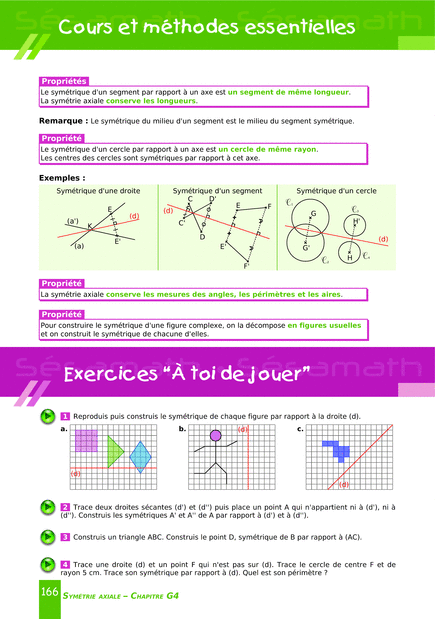 Cours et méthodes essentielles
Propriétés
Le symétrique d'un segment par rapport à un axe est un segment de même longueur.
La symétrie axiale conserve les longueurs.
Remarque : Le symétrique du milieu d'un segment est le milieu du segment symétrique.
Propriété
Le symétrique d'un cercle par rapport à un axe est un cercle de même rayon.
Les centres des cercles sont symétriques par rapport à cet axe.
Exemples :
Symétrique d'une droite
Symétrique d'un segment
Symétrique d'un cercle
(a')
K
E
E'
(d)
(a)
(d)
C
D'
C'
D
E
F
E'
F'
G
G'
H'
H
(d)
Propriété
La symétrie axiale conserve les mesures des angles, les périmètres et les aires.
Propriété
Pour construire le symétrique d'une figure complexe, on la décompose en figures usuelles
et on construit le symétrique de chacune d'elles.
Exercices “À toi de jouer”
1 Reproduis puis construis le symétrique de chaque figure par rapport à la droite (d).
a.
b.
c.
(d)
(d)
(d)
2 Trace deux droites sécantes (d') et (d'') puis place un point A qui n'appartient ni à (d'), ni à
(d''). Construis les symétriques A' et A'' de A par rapport à (d') et à (d'').
3 Construis un triangle ABC. Construis le point D, symétrique de B par rapport à (AC).
4 Trace une droite (d) et un point F qui n'est pas sur (d). Trace le cercle de centre F et de
rayon 5 cm. Trace son symétrique par rapport à (d). Quel est son périmètre ?
166 SYMÉTRIE AXIALE – CHAPITRE G4